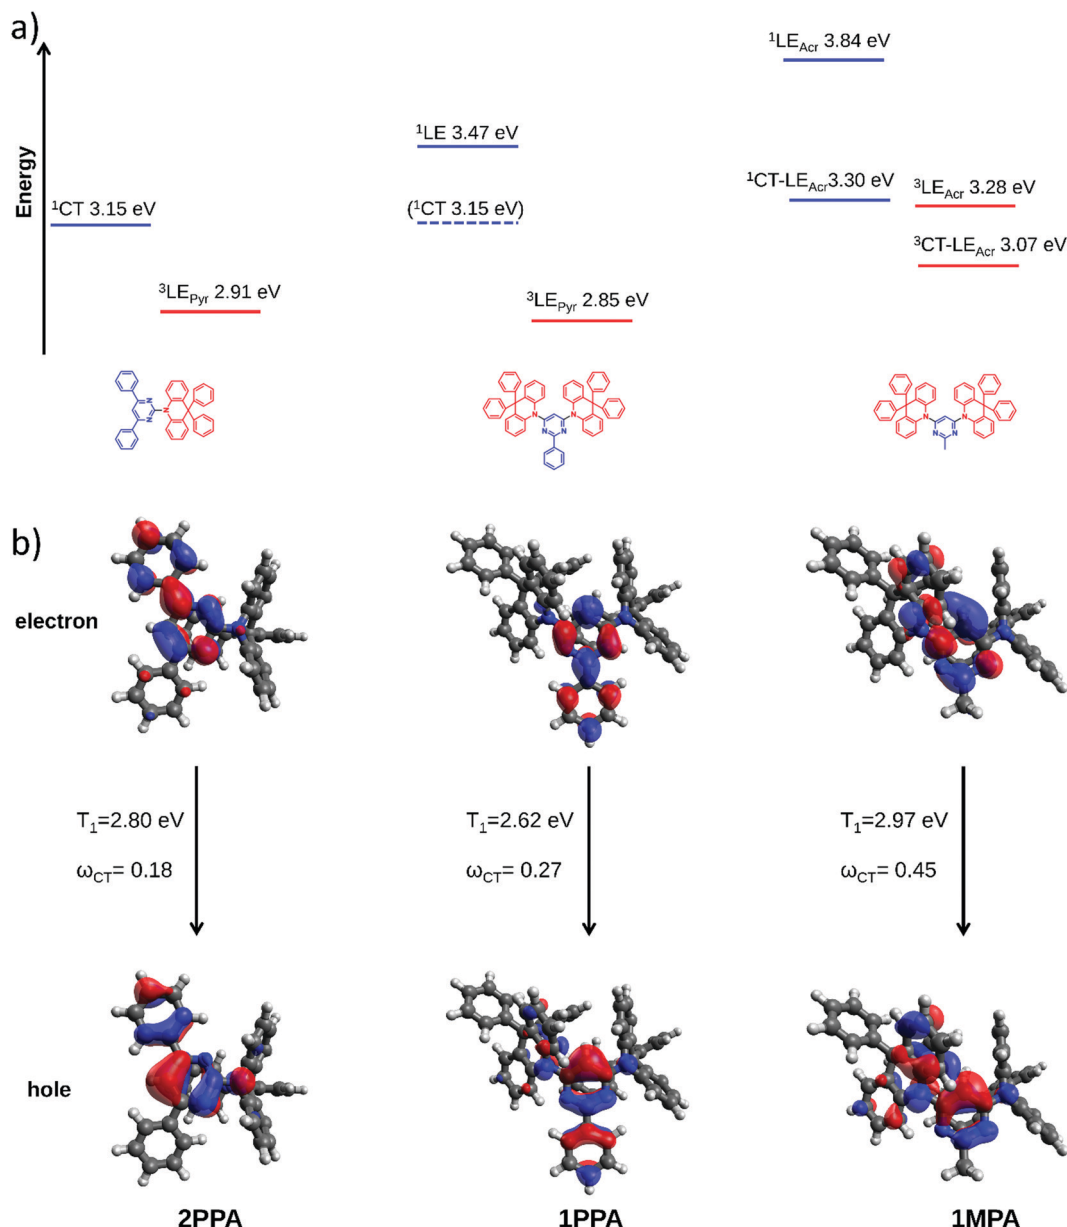 a)
Energy
¹CT 3.15 eV
³LE_Pyr 2.91 eV
¹LE 3.47 eV
(¹CT 3.15 eV)
³LE_Pyr 2.85 eV
¹LE_Acr 3.84 eV
¹CT-LE_Acr3.30 eV
³LE_Acr 3.28 eV
³CT-LE_Acr 3.07 eV
N
N
N
N
N
N
N
N
N
N
N
b)
electron
T₁=2.80 eV
ω_CT= 0.18
T₁=2.62 eV
ω_CT= 0.27
T₁=2.97 eV
ω_CT= 0.45
hole
2PPA
1PPA
1MPA